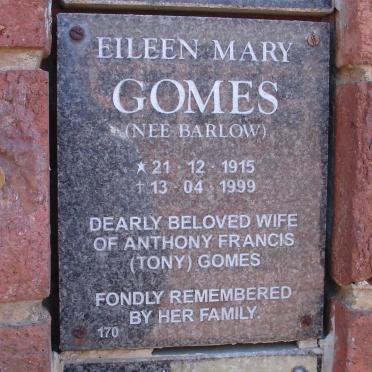 EILEEN MARY
GOMES
(NEE BARLOW)
★ 21 · 12 · 1915
† 13 · 04 · 1999
DEARLY BELOVED WIFE
OF ANTHONY FRANCIS
(TONY) GOMES
FONDLY REMEMBERED
BY HER FAMILY.
170